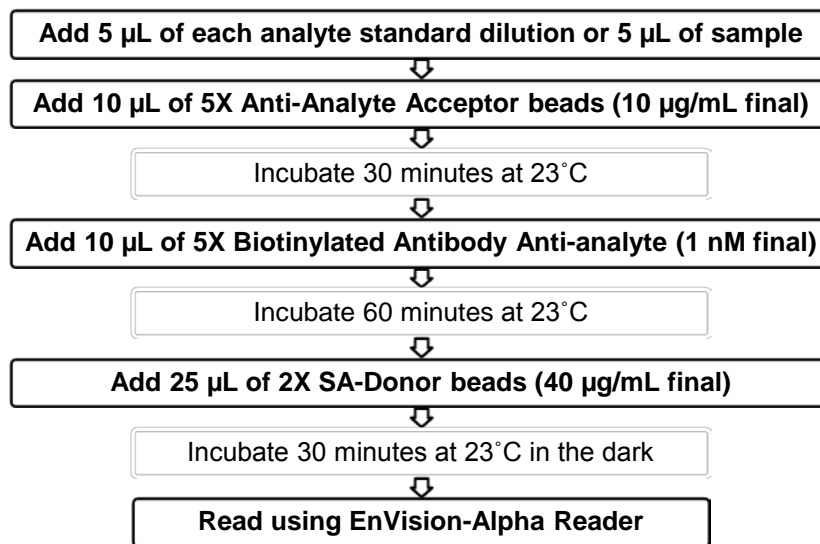 Add 5 µL of each analyte standard dilution or 5 µL of sample
Add 10 µL of 5X Anti-Analyte Acceptor beads (10 µg/mL final)
Incubate 30 minutes at 23˚C
Add 10 µL of 5X Biotinylated Antibody Anti-analyte (1 nM final)
Incubate 60 minutes at 23˚C
Add 25 µL of 2X SA-Donor beads (40 µg/mL final)
Incubate 30 minutes at 23˚C in the dark
Read using EnVision-Alpha Reader